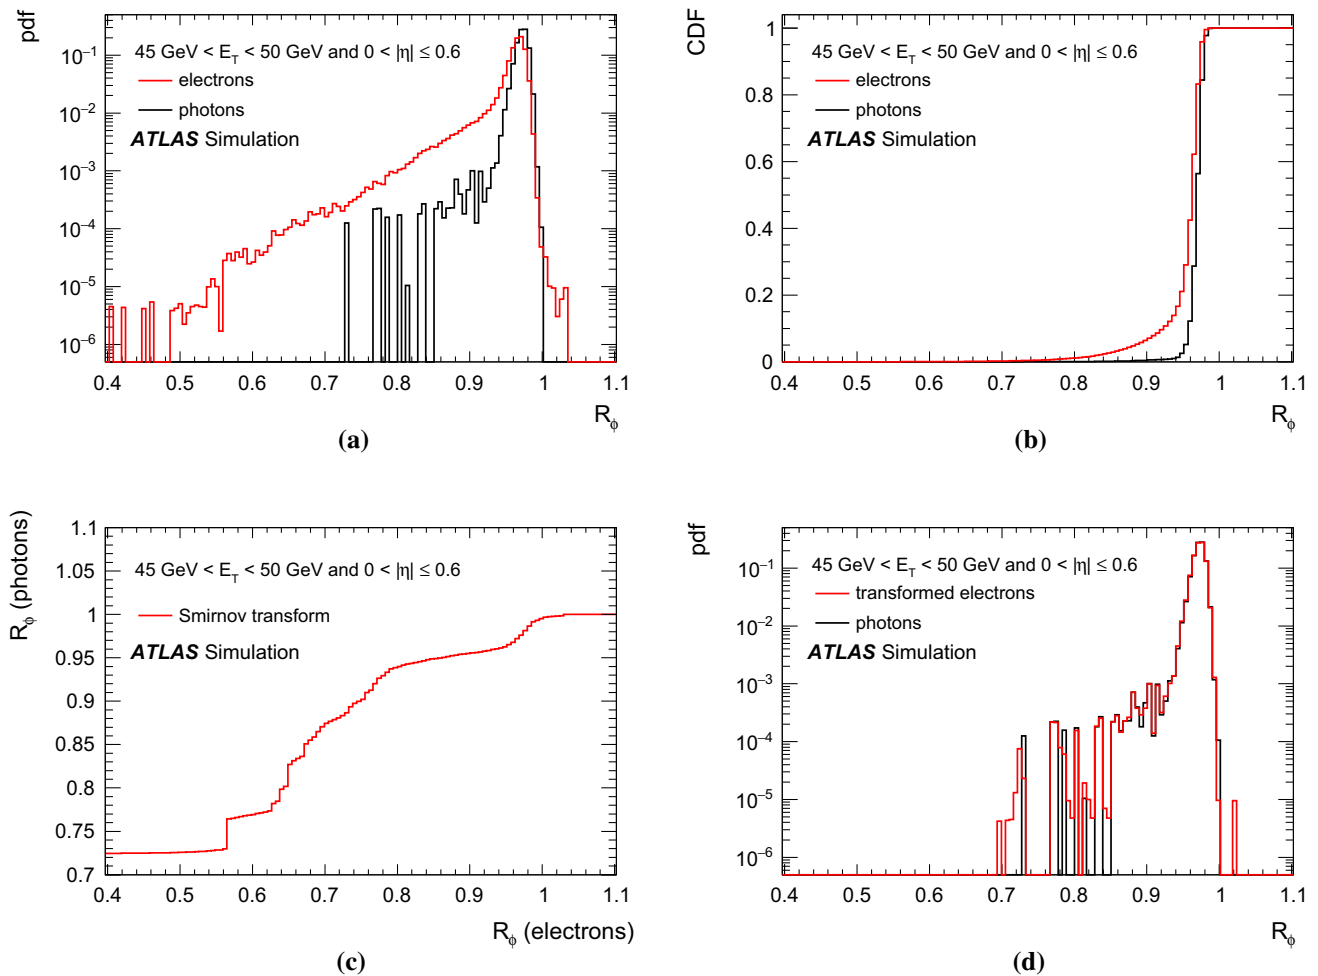 pdf
45 GeV < E_T < 50 GeV and 0 < |η| ≤ 0.6
electrons
photons
ATLAS Simulation
10⁻¹
10⁻²
10⁻³
10⁻⁴
10⁻⁵
10⁻⁶
0.4 0.5 0.6 0.7 0.8 0.9 1 1.1
R_ϕ
(a)
CDF
45 GeV < E_T < 50 GeV and 0 < |η| ≤ 0.6
electrons
photons
ATLAS Simulation
1
0.8
0.6
0.4
0.2
0
0.4 0.5 0.6 0.7 0.8 0.9 1 1.1
R_ϕ
(b)
R_ϕ (photons)
45 GeV < E_T < 50 GeV and 0 < |η| ≤ 0.6
Smirnov transform
ATLAS Simulation
1.1
1.05
1
0.95
0.9
0.85
0.8
0.75
0.7
0.4 0.5 0.6 0.7 0.8 0.9 1 1.1
R_ϕ (electrons)
(c)
pdf
45 GeV < E_T < 50 GeV and 0 < |η| ≤ 0.6
transformed electrons
photons
ATLAS Simulation
10⁻¹
10⁻²
10⁻³
10⁻⁴
10⁻⁵
10⁻⁶
0.4 0.5 0.6 0.7 0.8 0.9 1 1.1
R_ϕ
(d)